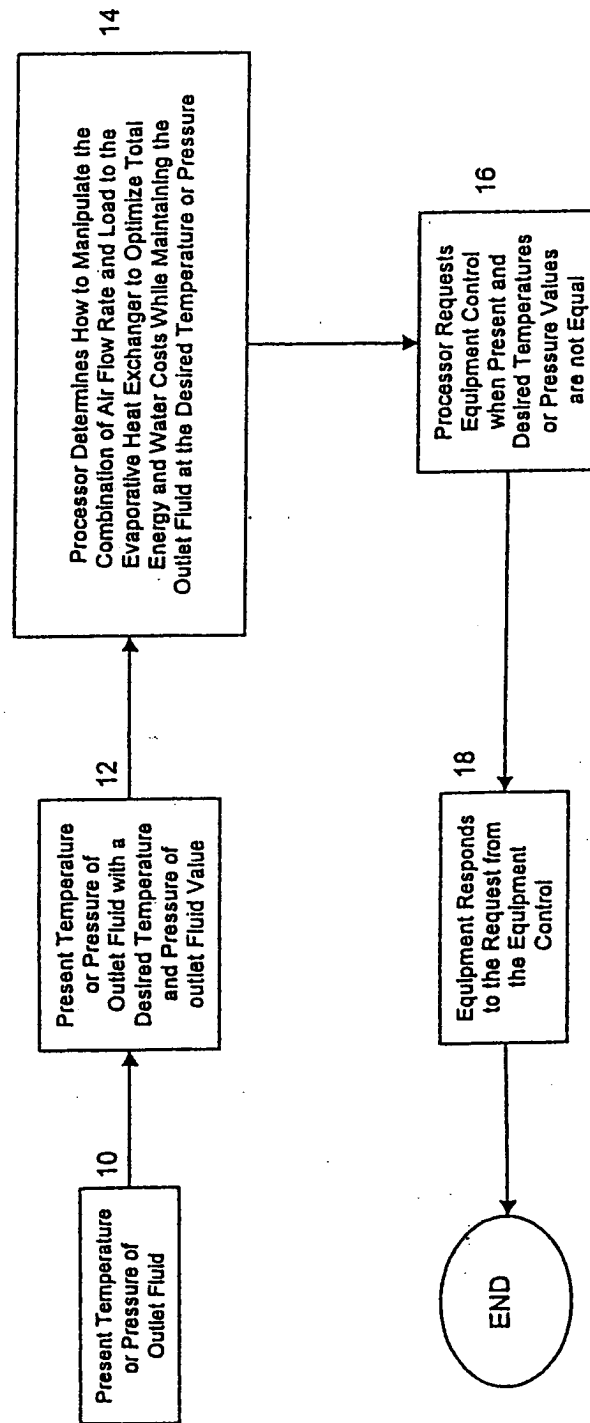 10
Present Temperature
or Pressure of
Outlet Fluid
12
Present Temperature
or Pressure of
Outlet Fluid with a
Desired Temperature
and Pressure of
outlet Fluid Value
14
Processor Determines How to Manipulate the
Combination of Air Flow Rate and Load to the
Evaporative Heat Exchanger to Optimize Total
Energy and Water Costs While Maintaining the
Outlet Fluid at the Desired Temperature or Pressure
16
Processor Requests
Equipment Control
when Present and
Desired Temperatures
or Pressure Values
are not Equal
18
Equipment Responds
to the Request from
the Equipment
Control
END